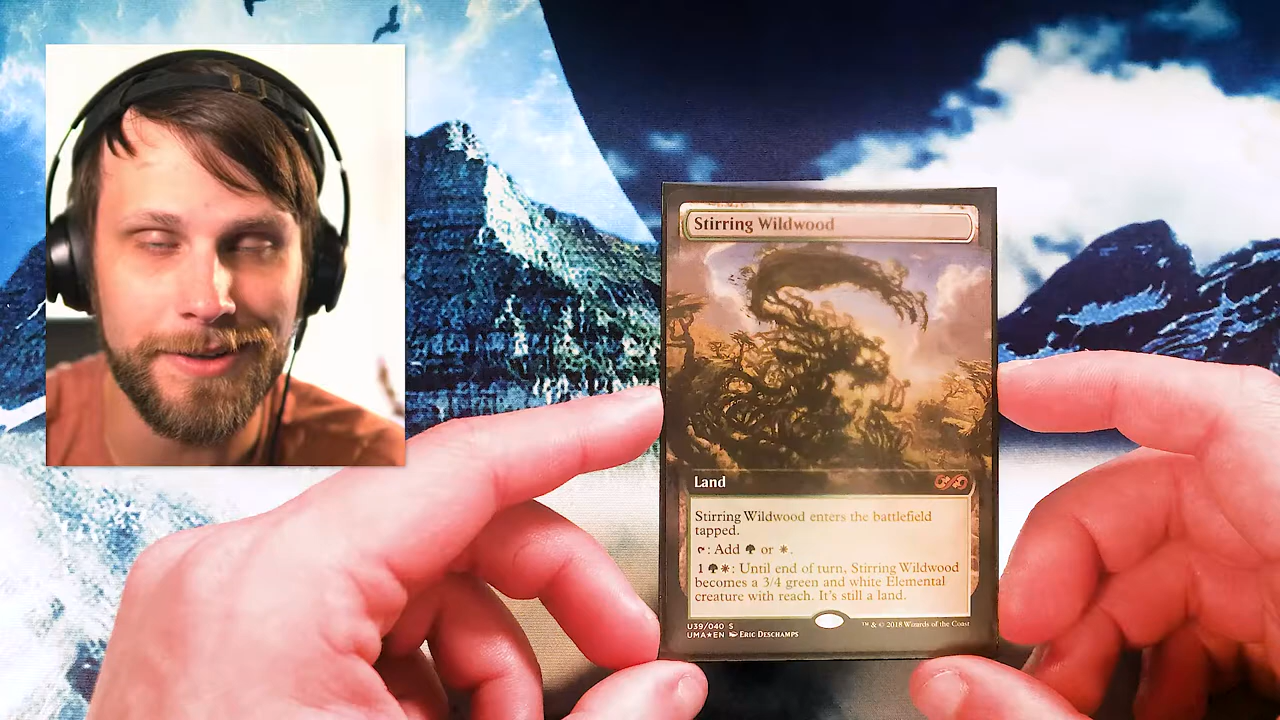 Stirring Wildwood
Land
Stirring Wildwood enters the battlefield
tapped.
: Add or .
1 : Until end of turn, Stirring Wildwood
becomes a 3/4 green and white Elemental
creature with reach. It's still a land.
U39/040 S
UMA★EN Eric Deschamps
™ & © 2018 Wizards of the Coast